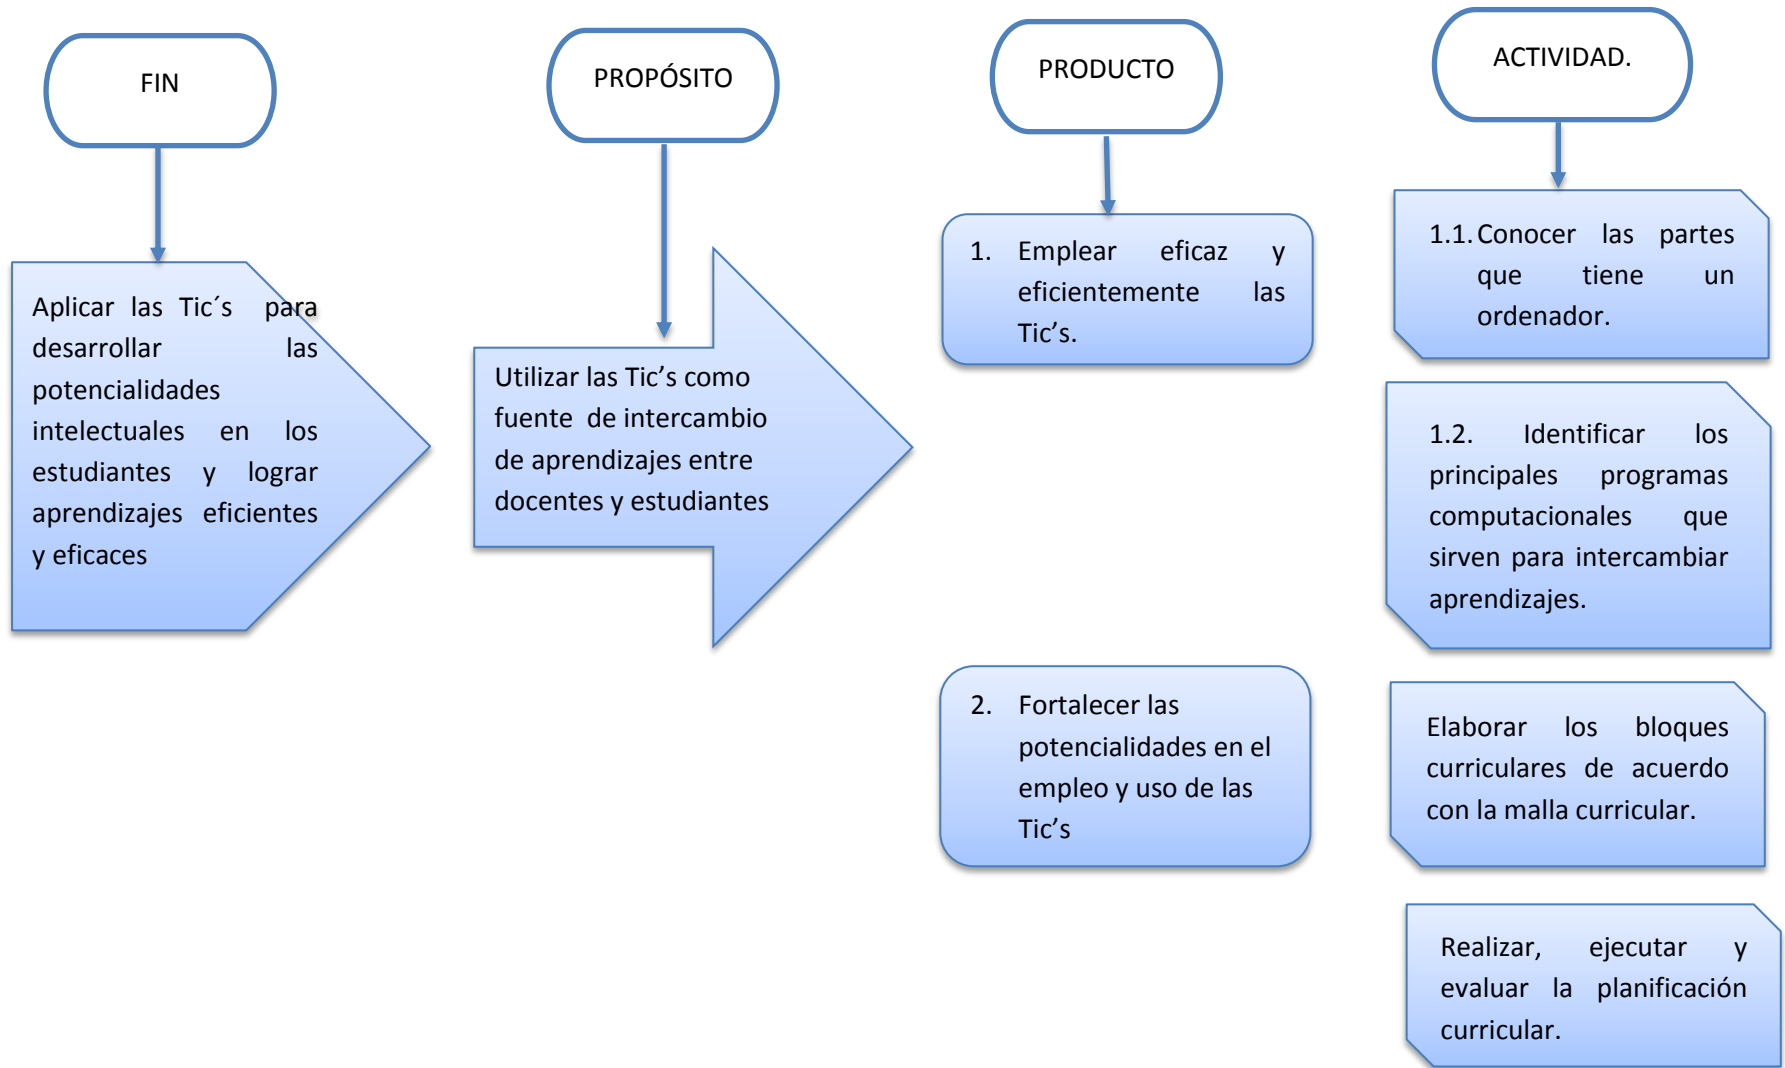 FIN
Aplicar las Tic´s para
desarrollar las
potencialidades
intelectuales en los
estudiantes y lograr
aprendizajes eficientes
y eficaces
PROPÓSITO
Utilizar las Tic’s como
fuente de intercambio
de aprendizajes entre
docentes y estudiantes
PRODUCTO
1. Emplear eficaz y
eficientemente las
Tic’s.
2. Fortalecer las
potencialidades en el
empleo y uso de las
Tic’s
ACTIVIDAD.
1.1. Conocer las partes
que tiene un
ordenador.
1.2. Identificar los
principales programas
computacionales que
sirven para intercambiar
aprendizajes.
Elaborar los bloques
curriculares de acuerdo
con la malla curricular.
Realizar, ejecutar y
evaluar la planificación
curricular.